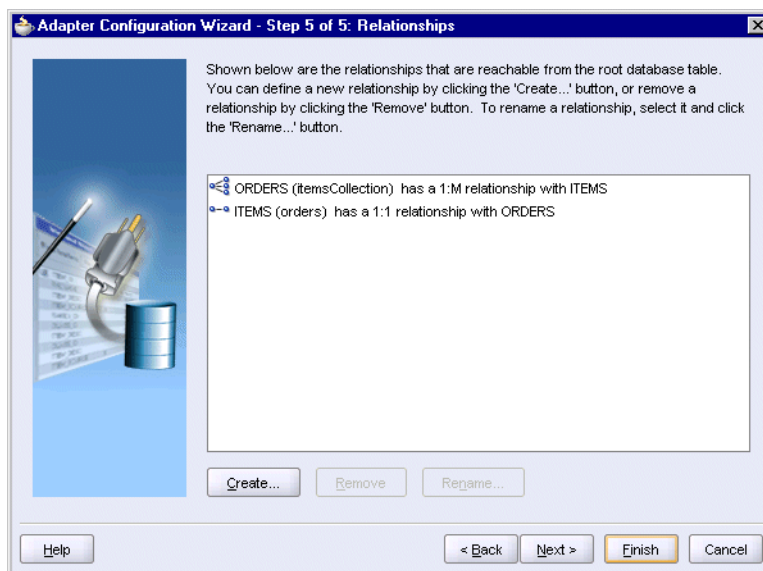 Adapter Configuration Wizard - Step 5 of 5: Relationships
Shown below are the relationships that are reachable from the root database table.
You can define a new relationship by clicking the 'Create...' button, or remove a
relationship by clicking the 'Remove' button. To rename a relationship, select it and click
the 'Rename...' button.
ORDERS (itemsCollection) has a 1:M relationship with ITEMS
ITEMS (orders) has a 1:1 relationship with ORDERS
Create...
Remove
Rename...
Help
< Back
Next >
Finish
Cancel